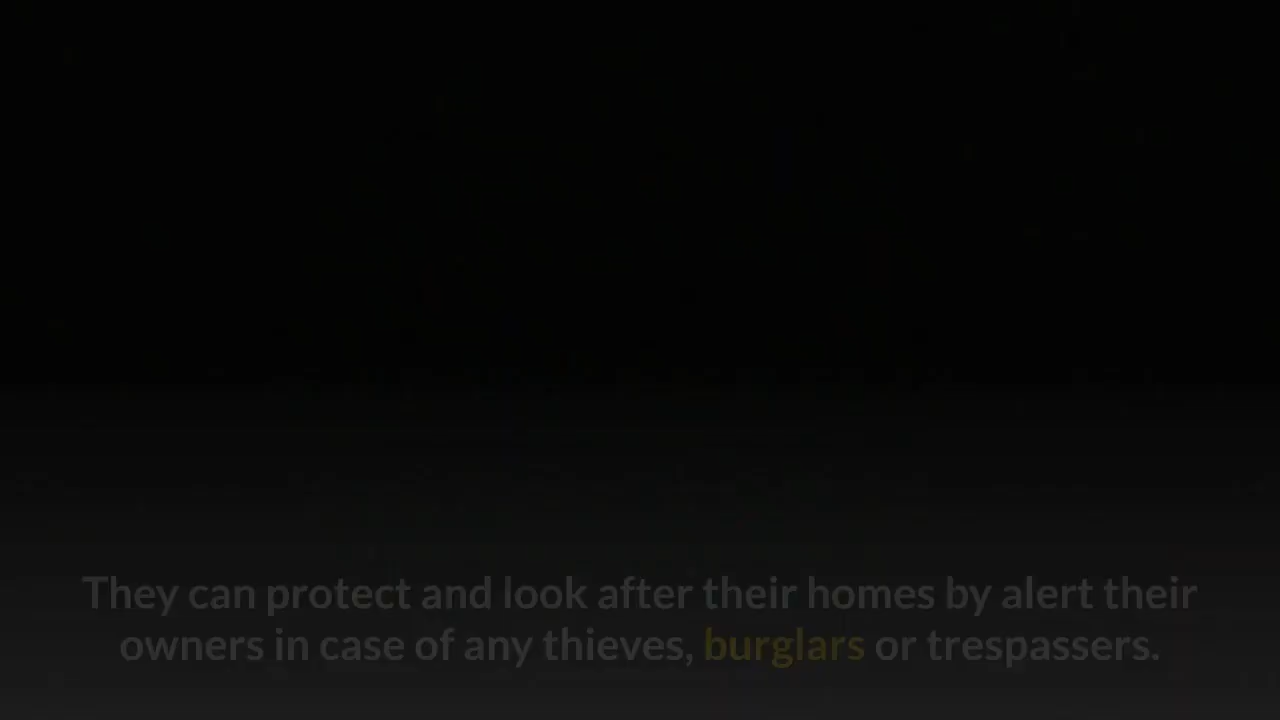 They can protect and look after their homes by alert their
owners in case of any thieves, burglars or trespassers.